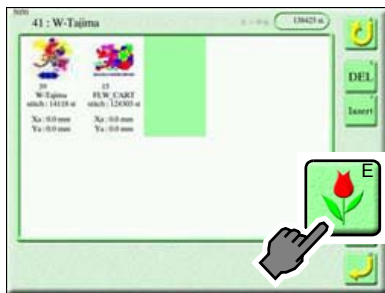 41 : W-Tajima
138425 st
DEL
Insert
39
W-Tajima
stitch : 14118 st
Xa : 0.0 mm
Ya : 0.0 mm
15
FLW_CART
stitch : 124303 st
Xa : 0.0 mm
Ya : 0.0 mm
E